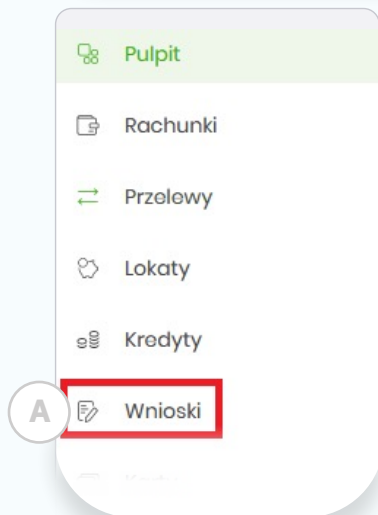 Pulpit
Rachunki
Przelewy
Lokaty
Kredyty
A Wnioski